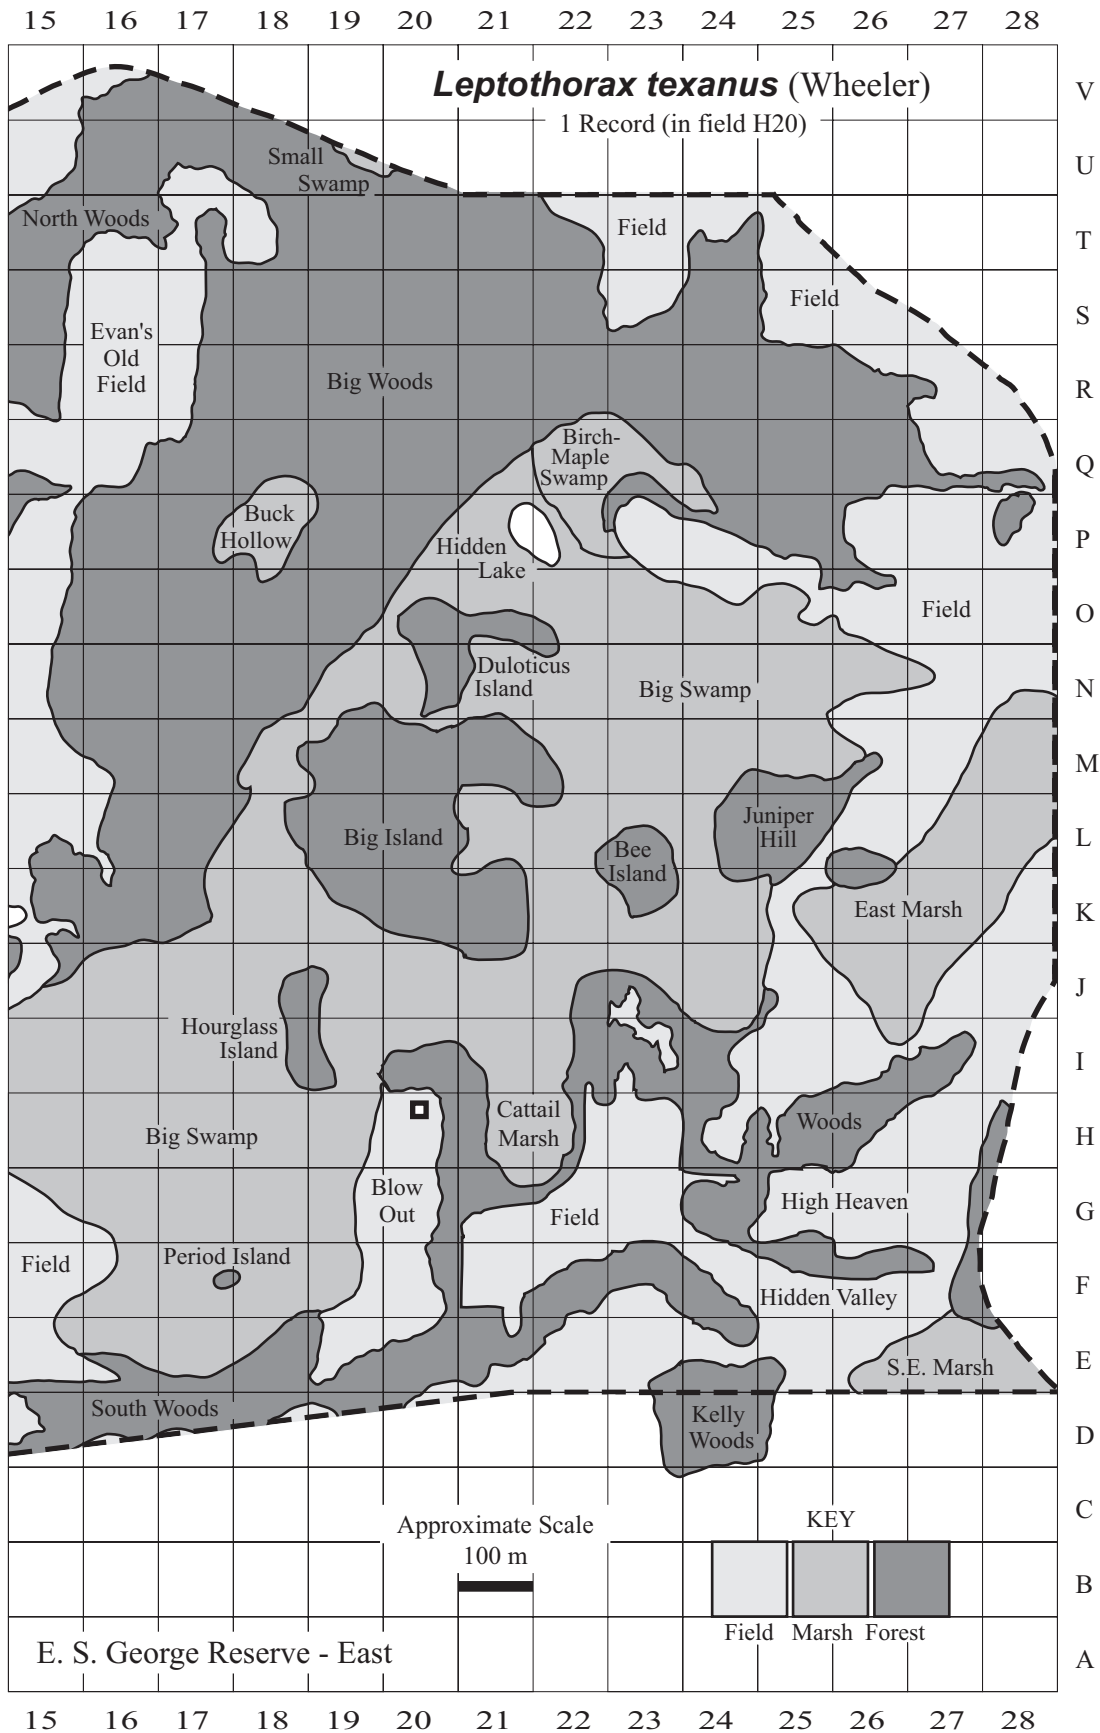 15 16 17 18 19 20 21 22 23 24 25 26 27 28
Leptothorax texanus (Wheeler)
V
1 Record (in field H20)
Small
Swamp
U
North Woods
Field
T
Field
S
Evan's
Old
Field
Big Woods
R
Birch-
Maple
Swamp
Q
Buck
Hollow
Hidden
Lake
P
Field
O
Duloticus
Island
Big Swamp
N
M
Big Island
Juniper
Hill
Bee
Island
L
East Marsh
K
J
Hourglass
Island
I
Cattail
Marsh
Woods
Big Swamp
H
Blow
Out
High Heaven
Field
G
Field
Period Island
Hidden Valley
F
S.E. Marsh
E
South Woods
Kelly
Woods
D
Approximate Scale
100 m
KEY
C
B
Field Marsh Forest
E. S. George Reserve - East
A
15 16 17 18 19 20 21 22 23 24 25 26 27 28